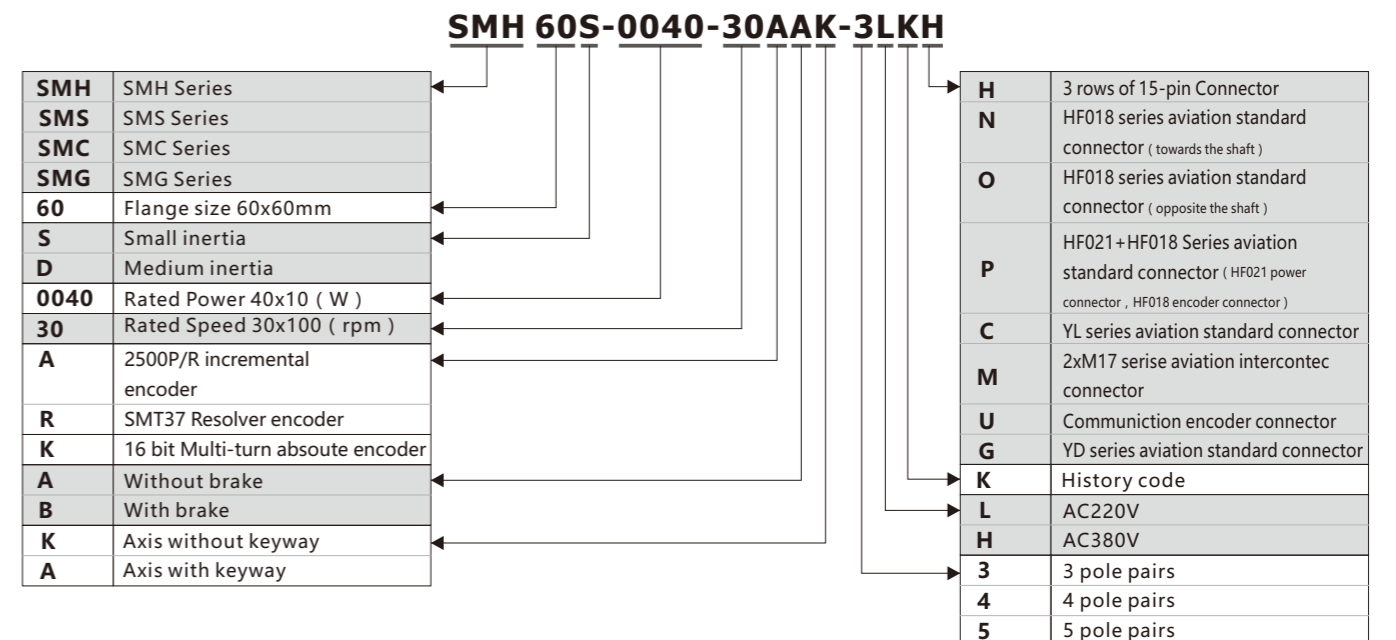 SMH 60S-0040-30AAK-3LKH
SMH SMH Series
SMS SMS Series
SMC SMC Series
SMG SMG Series
60 Flange size 60x60mm
S Small inertia
D Medium inertia
0040 Rated Power 40x10 ( W )
30 Rated Speed 30x100 ( rpm )
A 2500P/R incremental
encoder
R SMT37 Resolver encoder
K 16 bit Multi-turn absoute encoder
A Without brake
B With brake
K Axis without keyway
A Axis with keyway
H 3 rows of 15-pin Connector
N HF018 series aviation standard
connector ( towards the shaft )
O HF018 series aviation standard
connector ( opposite the shaft )
HF021+HF018 Series aviation
P standard connector ( HF021 power
connector , HF018 encoder connector )
C YL series aviation standard connector
M 2xM17 serise aviation intercontec
connector
U Communiction encoder connector
G YD series aviation standard connector
K History code
L AC220V
H AC380V
3 3 pole pairs
4 4 pole pairs
5 5 pole pairs